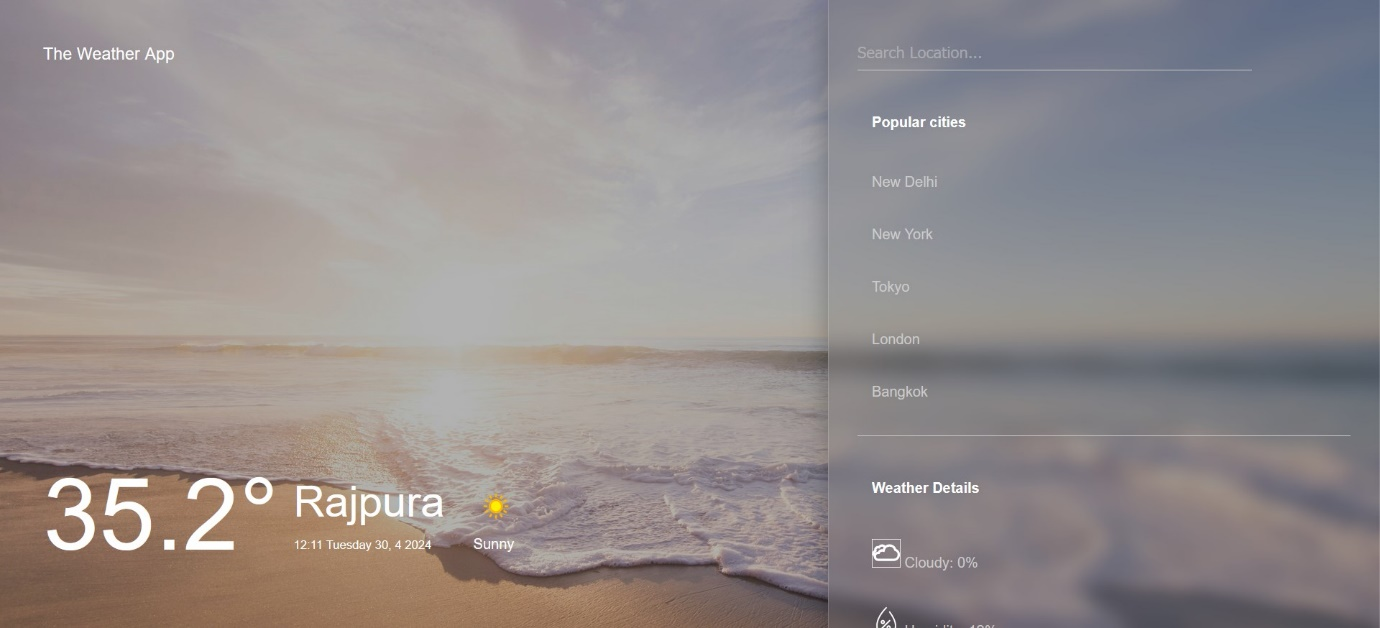 The Weather App
35.2°
Rajpura
12:11 Tuesday 30, 4 2024
Sunny
Search Location...
Popular cities
New Delhi
New York
Tokyo
London
Bangkok
Weather Details
Cloudy: 0%